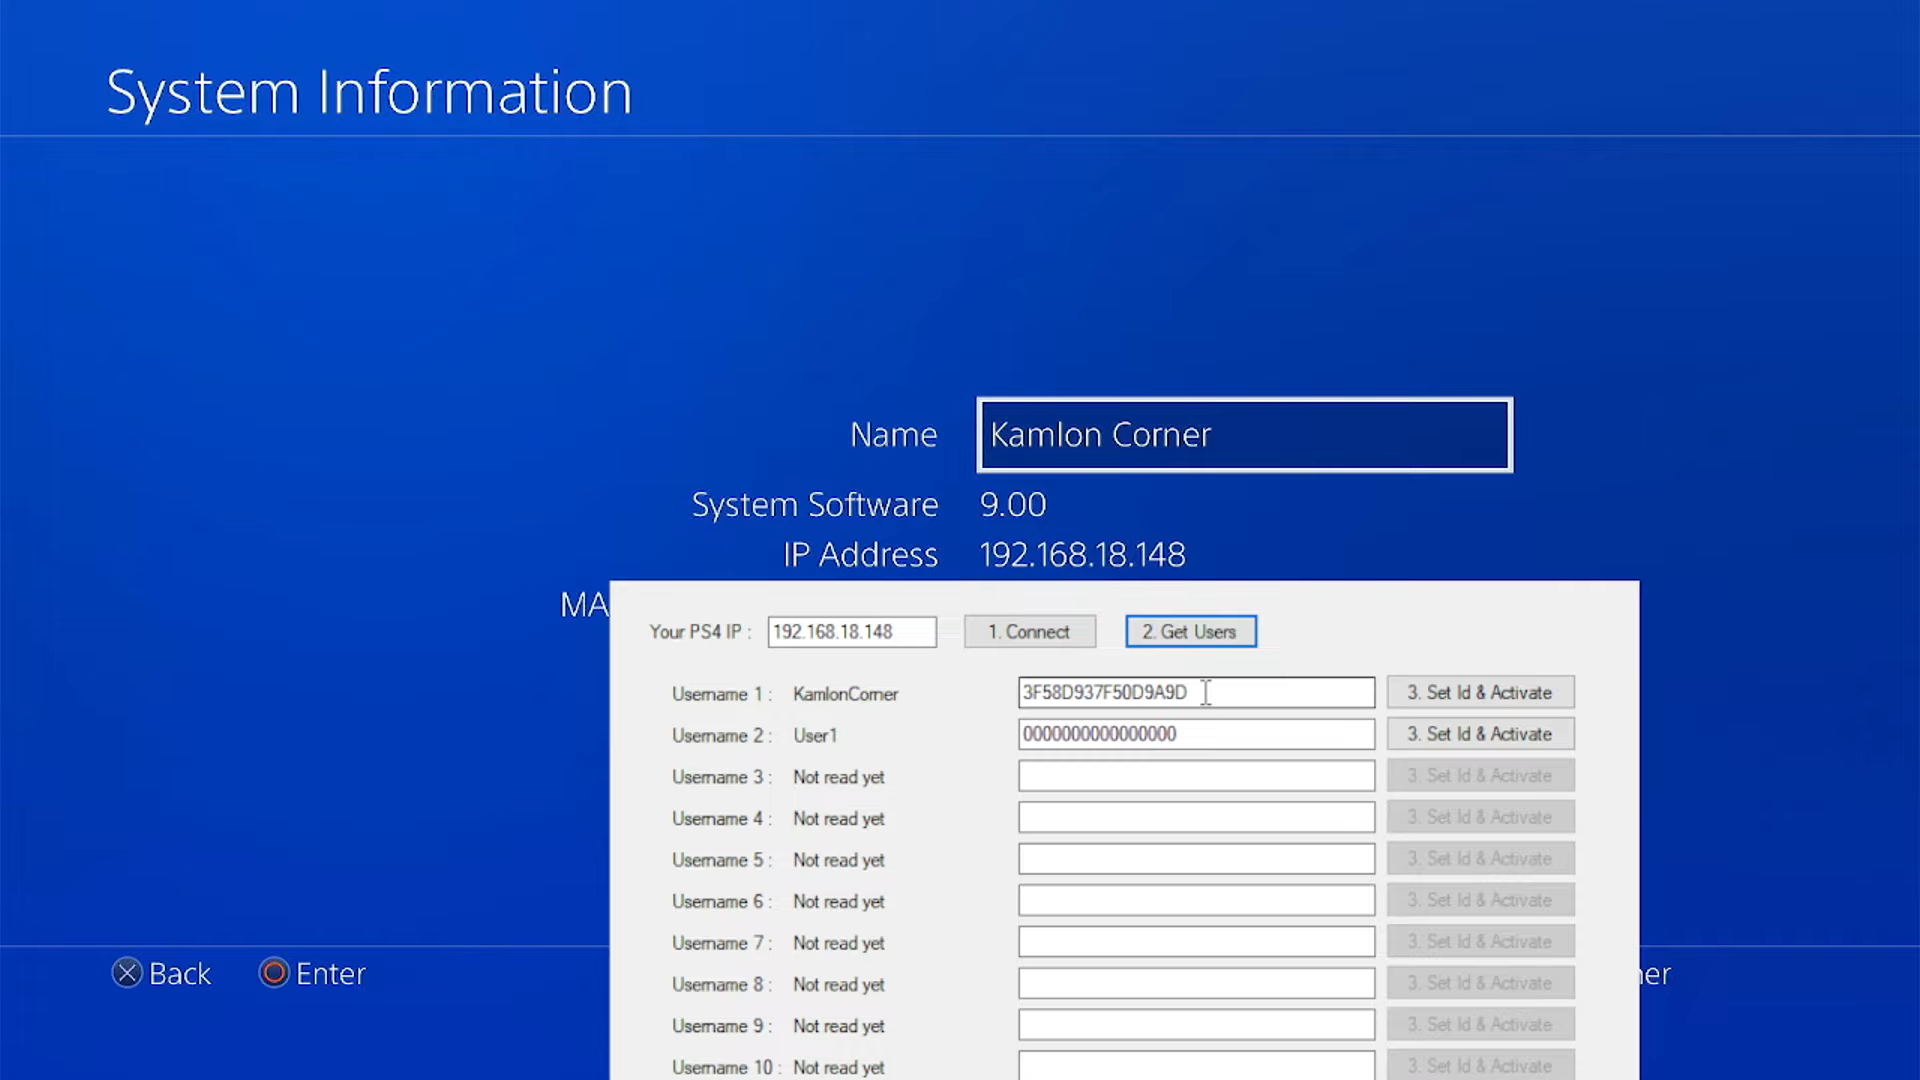 System Information
Name Kamlon Corner
System Software 9.00
IP Address 192.168.18.148
MA
Your PS4 IP : 192.168.18.148 1. Connect 2. Get Users
Username 1 : KamlonCorner 3F58D937F50D9A9D 3. Set Id & Activate
Username 2 : User1 0000000000000000 3. Set Id & Activate
Username 3 : Not read yet 3. Set Id & Activate
Username 4 : Not read yet 3. Set Id & Activate
Username 5 : Not read yet 3. Set Id & Activate
Username 6 : Not read yet 3. Set Id & Activate
Username 7 : Not read yet 3. Set Id & Activate
Username 8 : Not read yet 3. Set Id & Activate
Username 9 : Not read yet 3. Set Id & Activate
Username 10 : Not read yet 3. Set Id & Activate
Back Enter ner